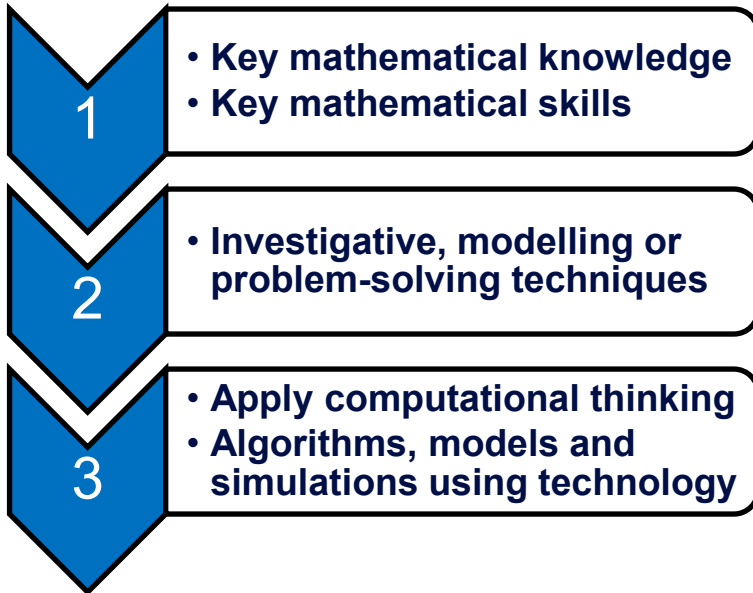 1
• Key mathematical knowledge
• Key mathematical skills
2
• Investigative, modelling or
problem-solving techniques
3
• Apply computational thinking
• Algorithms, models and
simulations using technology